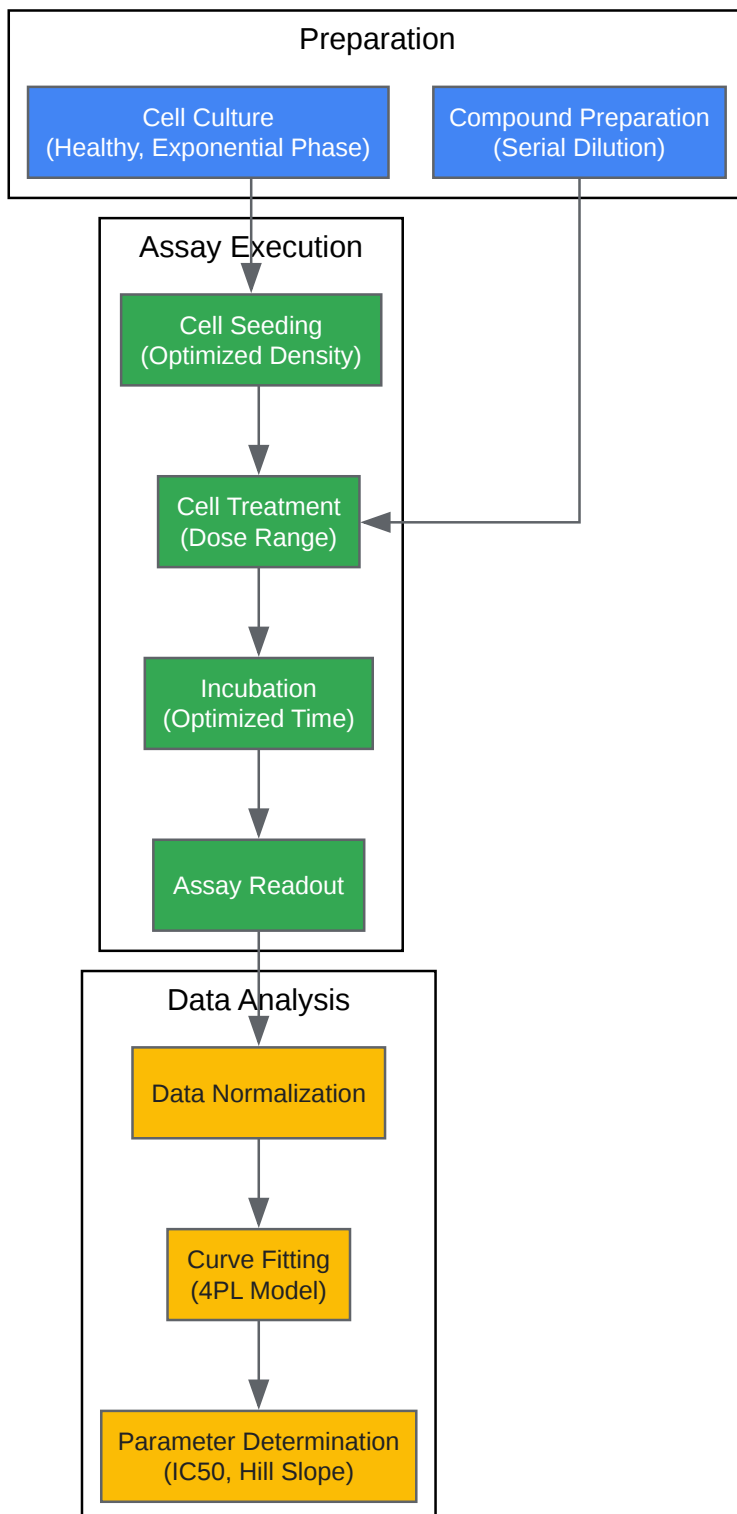 Preparation
Cell Culture
(Healthy, Exponential Phase)
Compound Preparation
(Serial Dilution)
Assay Execution
Cell Seeding
(Optimized Density)
Cell Treatment
(Dose Range)
Incubation
(Optimized Time)
Assay Readout
Data Analysis
Data Normalization
Curve Fitting
(4PL Model)
Parameter Determination
(IC50, Hill Slope)